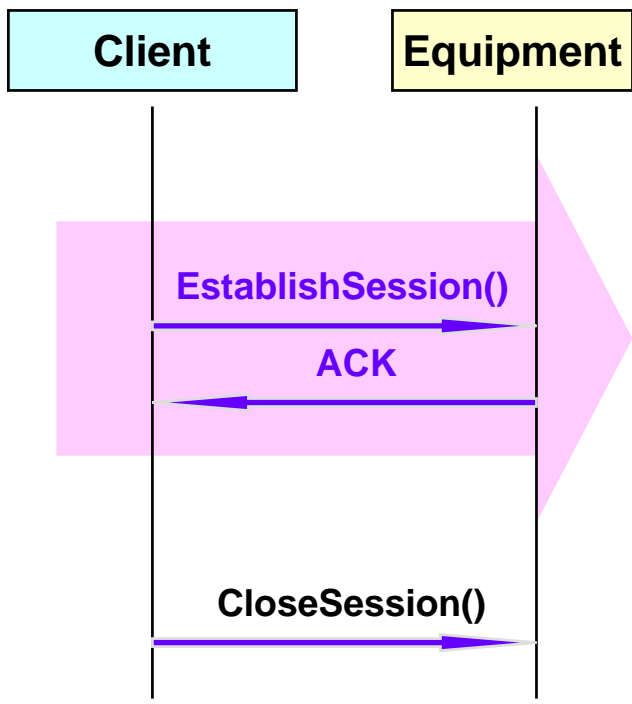 Client
Equipment
EstablishSession()
ACK
CloseSession()